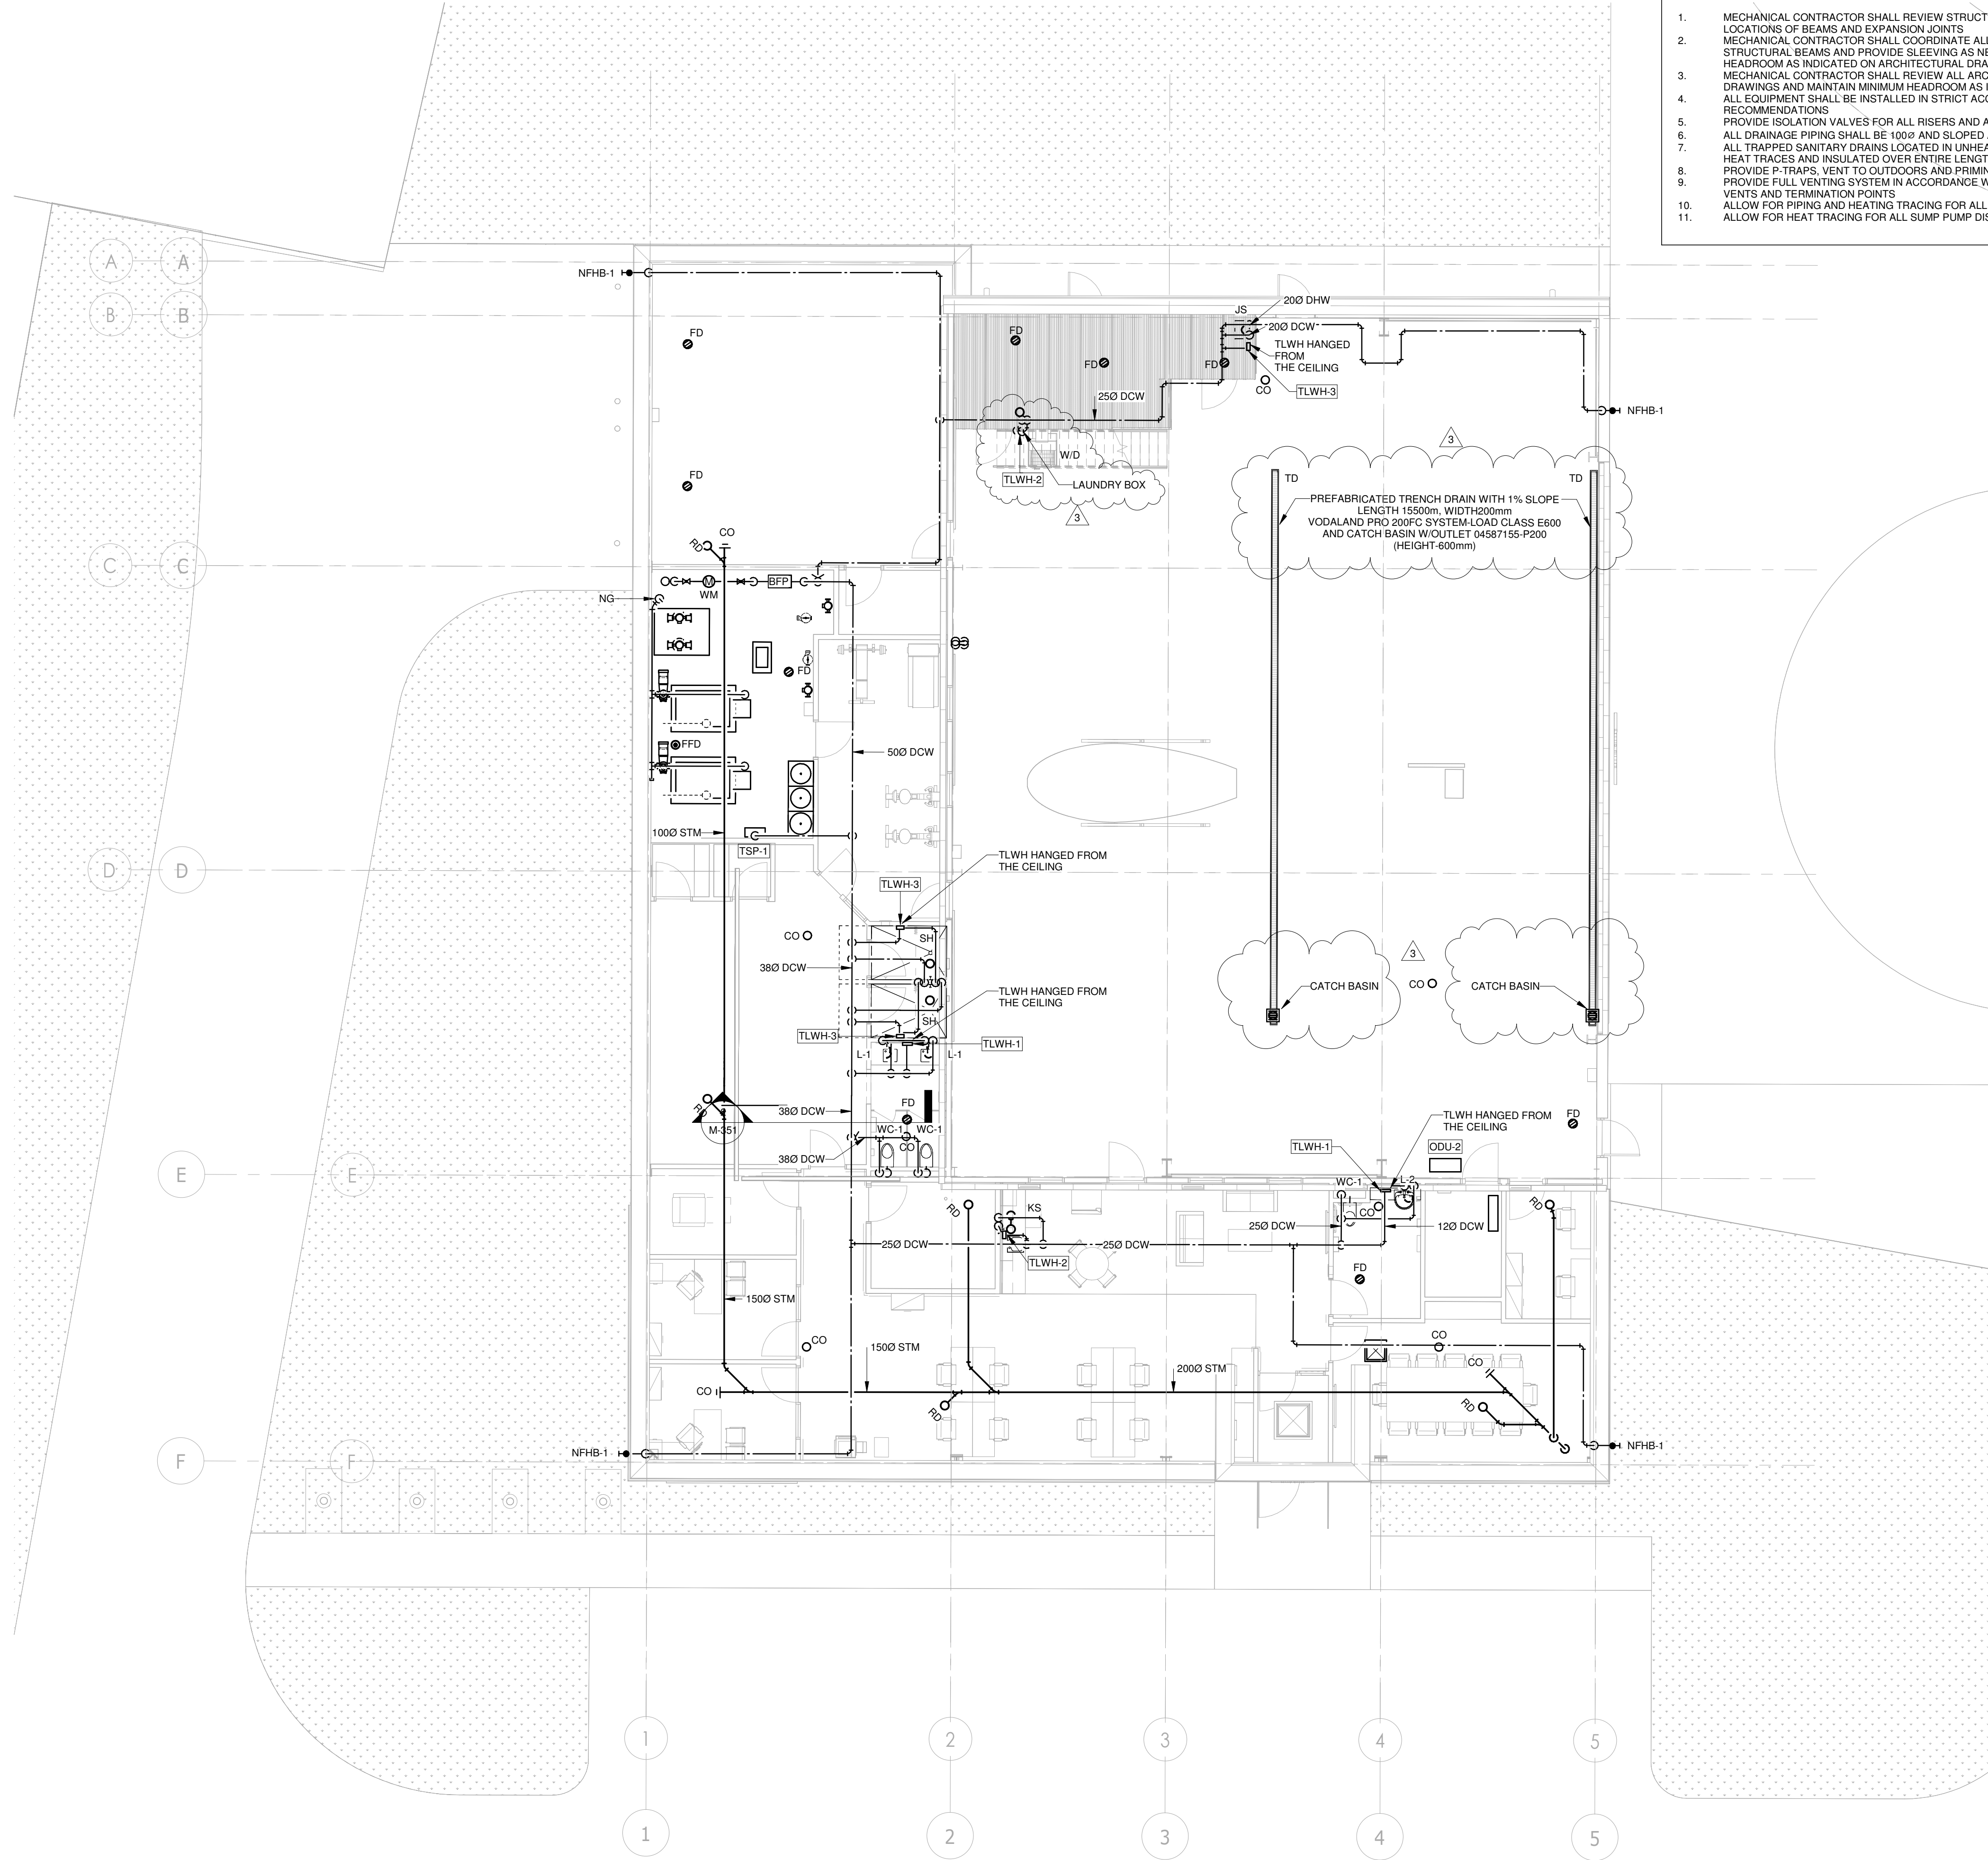 1. MECHANICAL CONTRACTOR SHALL REVIEW STRUCT
LOCATIONS OF BEAMS AND EXPANSION JOINTS
2. MECHANICAL CONTRACTOR SHALL COORDINATE ALL
STRUCTURAL BEAMS AND PROVIDE SLEEVING AS NE
HEADROOM AS INDICATED ON ARCHITECTURAL DRA
3. MECHANICAL CONTRACTOR SHALL REVIEW ALL ARC
DRAWINGS AND MAINTAIN MINIMUM HEADROOM AS I
4. ALL EQUIPMENT SHALL BE INSTALLED IN STRICT ACC
RECOMMENDATIONS
5. PROVIDE ISOLATION VALVES FOR ALL RISERS AND A
6. ALL DRAINAGE PIPING SHALL BE 100Ø AND SLOPED
7. ALL TRAPPED SANITARY DRAINS LOCATED IN UNHEA
HEAT TRACES AND INSULATED OVER ENTIRE LENGT
8. PROVIDE P-TRAPS, VENT TO OUTDOORS AND PRIMIN
9. PROVIDE FULL VENTING SYSTEM IN ACCORDANCE W
VENTS AND TERMINATION POINTS
10. ALLOW FOR PIPING AND HEATING TRACING FOR ALL
11. ALLOW FOR HEAT TRACING FOR ALL SUMP PUMP DIS
A A
NFHB-1
B B
JS
20Ø DHW
20Ø DCW
FD
FD
TLWH HANGED
FROM
THE CEILING
FD
FD
CO
TLWH-3
25Ø DCW
NFHB-1
W/D
TLWH-2
LAUNDRY BOX
3
3
FD
TD
TD
PREFABRICATED TRENCH DRAIN WITH 1% SLOPE
LENGTH 15500m, WIDTH200mm
VODALAND PRO 200FC SYSTEM-LOAD CLASS E600
AND CATCH BASIN W/OUTLET 04587155-P200
(HEIGHT-600mm)
CO
RD
C C
M
BFP
WM
NG
FD
FFD
50Ø DCW
100Ø STM
TSP-1
TLWH HANGED FROM
THE CEILING
D D
TLWH-3
CO
SH
38Ø DCW
3
CO
CATCH BASIN
CATCH BASIN
TLWH HANGED FROM
THE CEILING
SH
TLWH-3
TLWH-1
L-1
L-1
FD
RD
38Ø DCW
M-351
WC-1
WC-1
CO
38Ø DCW
TLWH HANGED FROM
THE CEILING
FD
TLWH-1
ODU-2
E E
WC-1
L-2
RD
KS
CO
RD
25Ø DCW
12Ø DCW
25Ø DCW
25Ø DCW
TLWH-2
FD
150Ø STM
CO
150Ø STM
CO
CO
200Ø STM
CO
RD
RD
NFHB-1
NFHB-1
F F
1 2 3 4 5
1 2 3 4 5